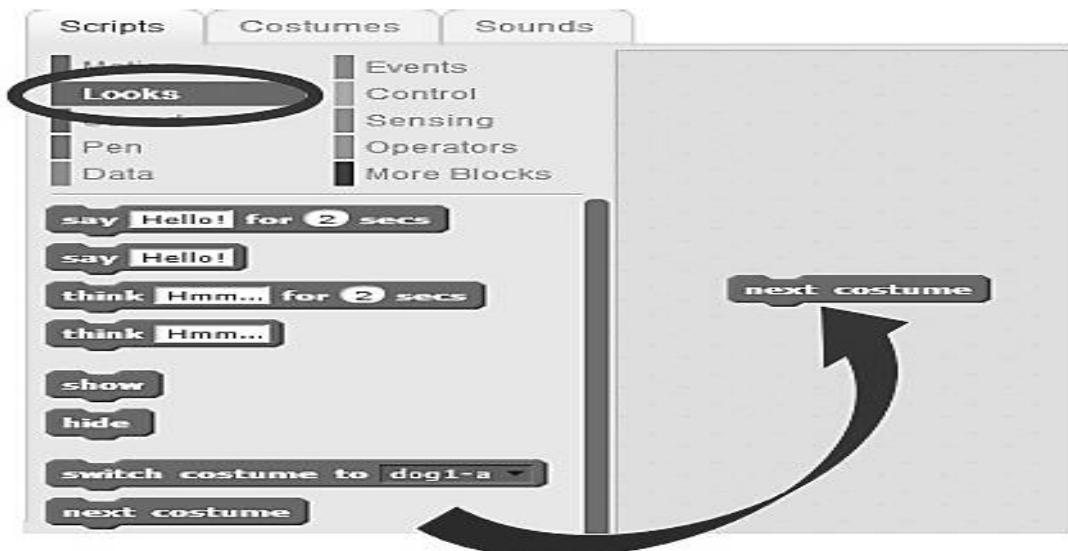 Scripts Costumes Sounds
Events
Looks Control
Sensing
Pen Operators
Data More Blocks
say Hello! for 2 secs
say Hello!
think Hmm... for 2 secs
think Hmm...
next costume
show
hide
switch costume to dog1-a
next costume